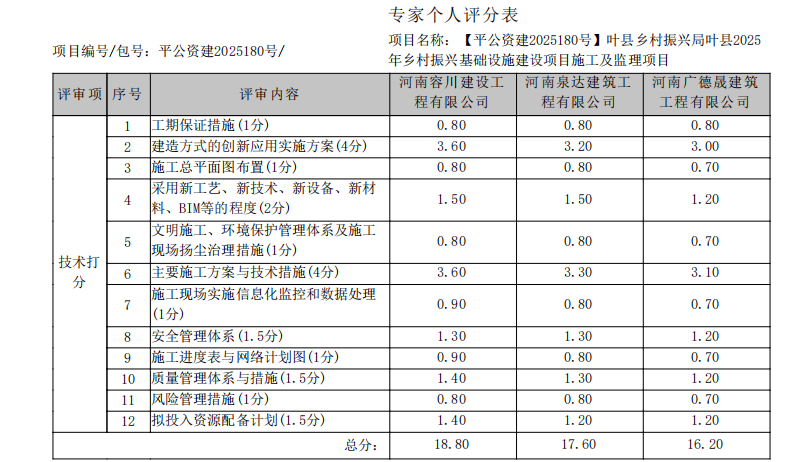 专家个人评分表
项目编号/包号：平公资建2025180号/
项目名称：【平公资建2025180号】叶县乡村振兴局叶县2025
年乡村振兴基础设施建设项目施工及监理项目
评审项 序号 评审内容 河南容川建设工程有限公司 河南泉达建筑工程有限公司 河南广德晟建筑工程有限公司
技术打分
1 工期保证措施(1分) 0.80 0.80 0.80
2 建造方式的创新应用实施方案(4分) 3.60 3.20 3.00
3 施工总平面图布置(1分) 0.80 0.80 0.70
4 采用新工艺、新技术、新设备、新材料、BIM等的程度(2分) 1.50 1.50 1.20
5 文明施工、环境保护管理体系及施工现场扬尘治理措施(1分) 0.80 0.80 0.70
6 主要施工方案与技术措施(4分) 3.60 3.30 3.10
7 施工现场实施信息化监控和数据处理(1分) 0.90 0.80 0.70
8 安全管理体系(1.5分) 1.30 1.30 1.20
9 施工进度表与网络计划图(1分) 0.90 0.80 0.70
10 质量管理体系与措施(1.5分) 1.40 1.30 1.20
11 风险管理措施(1分) 0.80 0.80 0.70
12 拟投入资源配备计划(1.5分) 1.40 1.20 1.20
总分： 18.80 17.60 16.20